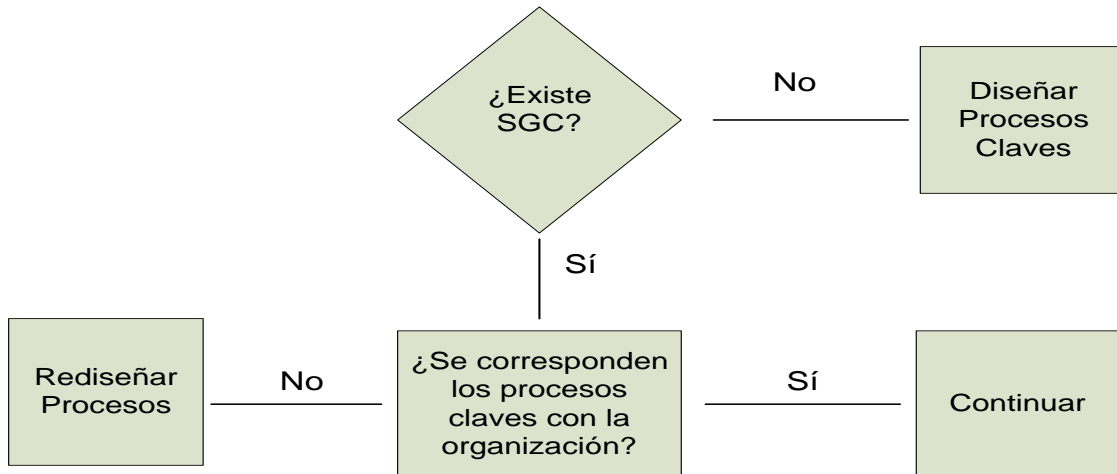 ¿Existe
SGC?
No
Diseñar
Procesos
Claves
Sí
Rediseñar
Procesos
No
¿Se corresponden
los procesos
claves con la
organización?
Sí
Continuar